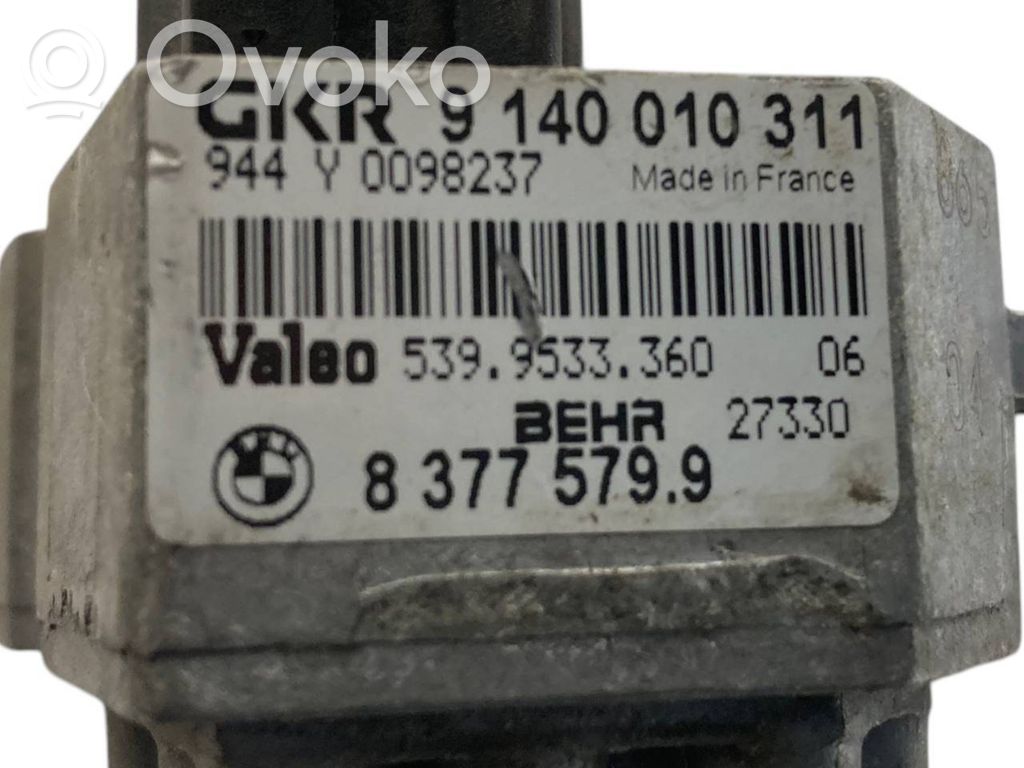 Ovoko
GKR 9 140 010 311
944 Y 0098237 Made in France
Valeo 539.9533.360 06
BEHR 27330
8 377 579.9